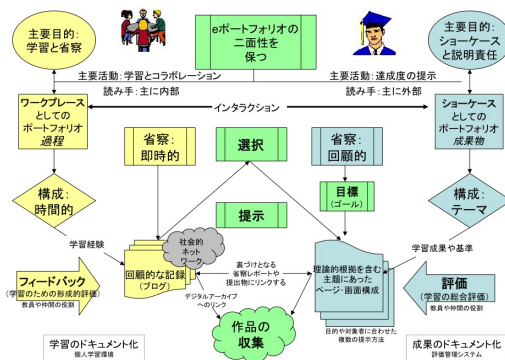 主要目的:
学習と省察
eポートフォリオの
二面性を
保つ
主要目的:
ショーケース
と説明責任
主要活動:学習とコラボレーション
読み手:主に内部
主要活動:達成度の提示
読み手:主に外部
インタラクション
ワークプレース
としての
ポートフォリオ
過程
ショーケース
としての
ポートフォリオ
成果物
省察:
即時的
選択
省察:
回顧的
構成:
時間的
目標
(ゴール)
構成:
テーマ
提示
学習経験
社会的
ネット
ワーク
学習成果や基準
回顧的な記録
(ブログ)
裏づけとなる
省察レポートや
提出物にリンクする
理論的根拠を含む
主題にあった
ページ・画面構成
フィードバック
(学習のための形成的評価)
教員や仲間の役割
評価
(学習の総合評価)
教員や仲間の役割
デジタルアーカイブ
へのリンク
作品の
収集
目的や対象者に合わせた
複数の提示方法
学習のドキュメント化
個人学習環境
成果のドキュメント化
評価管理システム